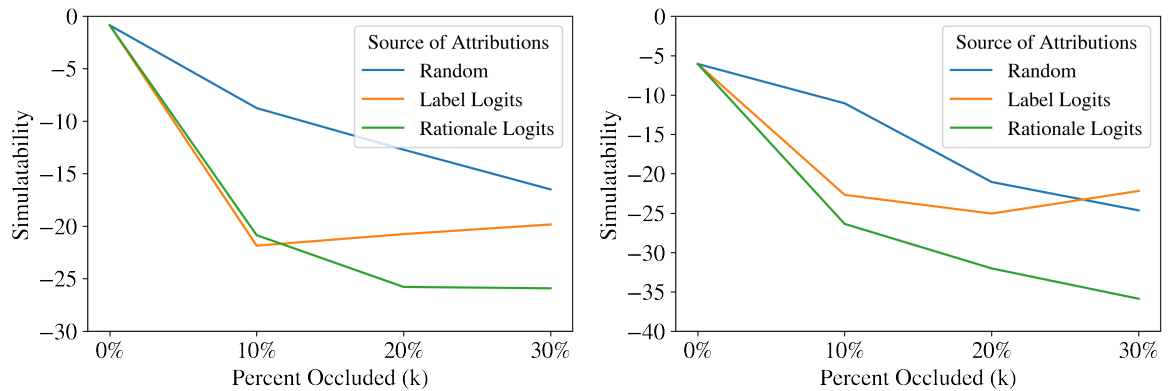 0
−5
−10
−15
−20
−25
−30
Simulatability
0%
10%
20%
30%
Percent Occluded (k)
Source of Attributions
Random
Label Logits
Rationale Logits
0
−5
−10
−15
−20
−25
−30
−35
−40
Simulatability
0%
10%
20%
30%
Percent Occluded (k)
Source of Attributions
Random
Label Logits
Rationale Logits